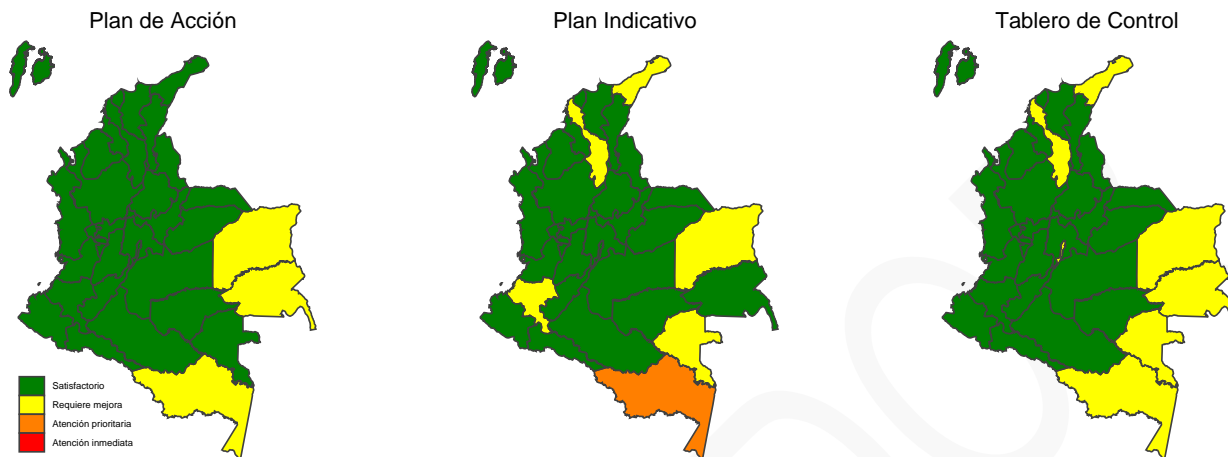 Plan de Acción
Plan Indicativo
Tablero de Control
Satisfactorio
Requiere mejora
Atención prioritaria
Atención inmediata